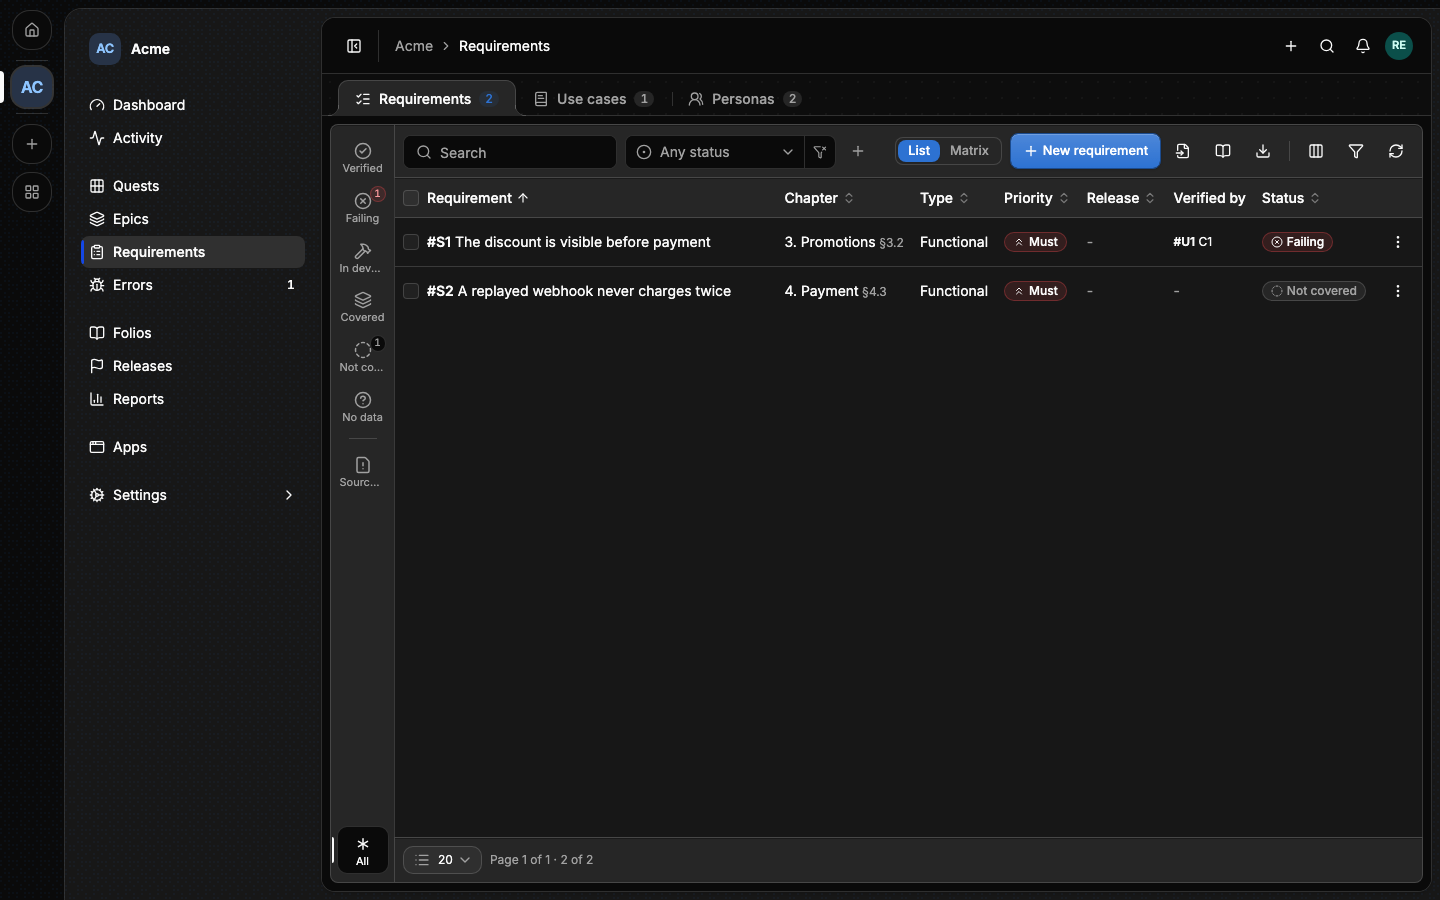 AC Acme
AC
Dashboard
Activity
Quests
Epics
Requirements
Errors 1
Folios
Releases
Reports
Apps
Settings
Acme > Requirements
RE
Requirements 2
Use cases 1
Personas 2
Verified
Failing 1
In dev...
Covered
Not co... 1
No data
Sourc...
All
Search
Any status
List Matrix
+ New requirement
Requirement Chapter Type Priority Release Verified by Status
#S1 The discount is visible before payment 3. Promotions §3.2 Functional Must - #U1 C1 Failing
#S2 A replayed webhook never charges twice 4. Payment §4.3 Functional Must - - Not covered
20 Page 1 of 1 · 2 of 2